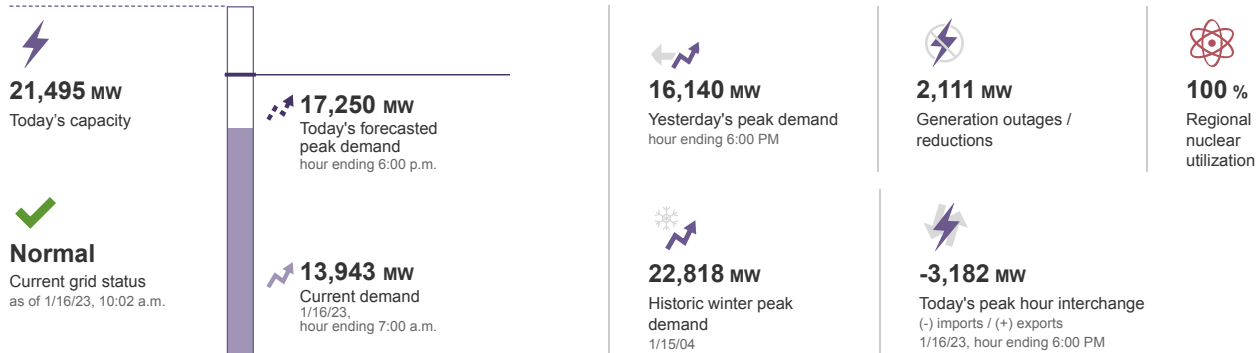 21,495 MW
Today's capacity
Normal
Current grid status
as of 1/16/23, 10:02 a.m.
17,250 MW
Today's forecasted
peak demand
hour ending 6:00 p.m.
13,943 MW
Current demand
1/16/23,
hour ending 7:00 a.m.
16,140 MW
Yesterday's peak demand
hour ending 6:00 PM
2,111 MW
Generation outages /
reductions
100 %
Regional
nuclear
utilization
22,818 MW
Historic winter peak
demand
1/15/04
-3,182 MW
Today's peak hour interchange
(-) imports / (+) exports
1/16/23, hour ending 6:00 PM